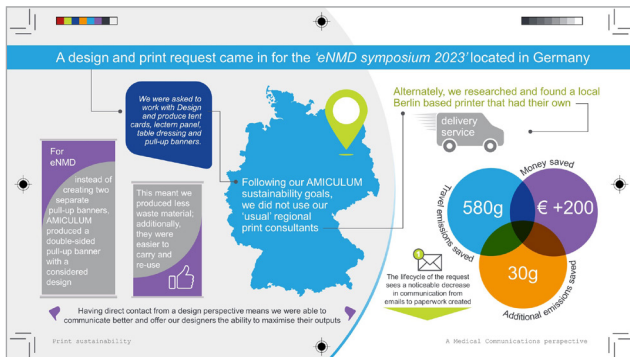 A design and print request came in for the ‘eNMD symposium 2023’ located in Germany
We were asked to
work with Design
and produce tent
cards, lectern panel,
table dressing and
pull-up banners.
For
eNMD
instead of
creating two
separate
pull-up banners,
AMICULUM
produced a
double-sided
pull-up banner
with a
considered
design
This meant we
produced less
waste material;
additionally,
they were
easier to
carry and
re-use
Following our AMICULUM
sustainability goals,
we did not use our
‘usual’ regional
print consultants
Alternately, we researched and found a local
Berlin based printer that had their own
delivery
service
Travel emissions saved
580g
Money saved
€ +200
30g
Additional emissions saved
1
The lifecycle of the request
sees a noticeable decrease
in communication from
emails to paperwork created
Having direct contact from a design perspective means we were able to
communicate better and offer our designers the ability to maximise their outputs
Print sustainability
A Medical Communications perspective